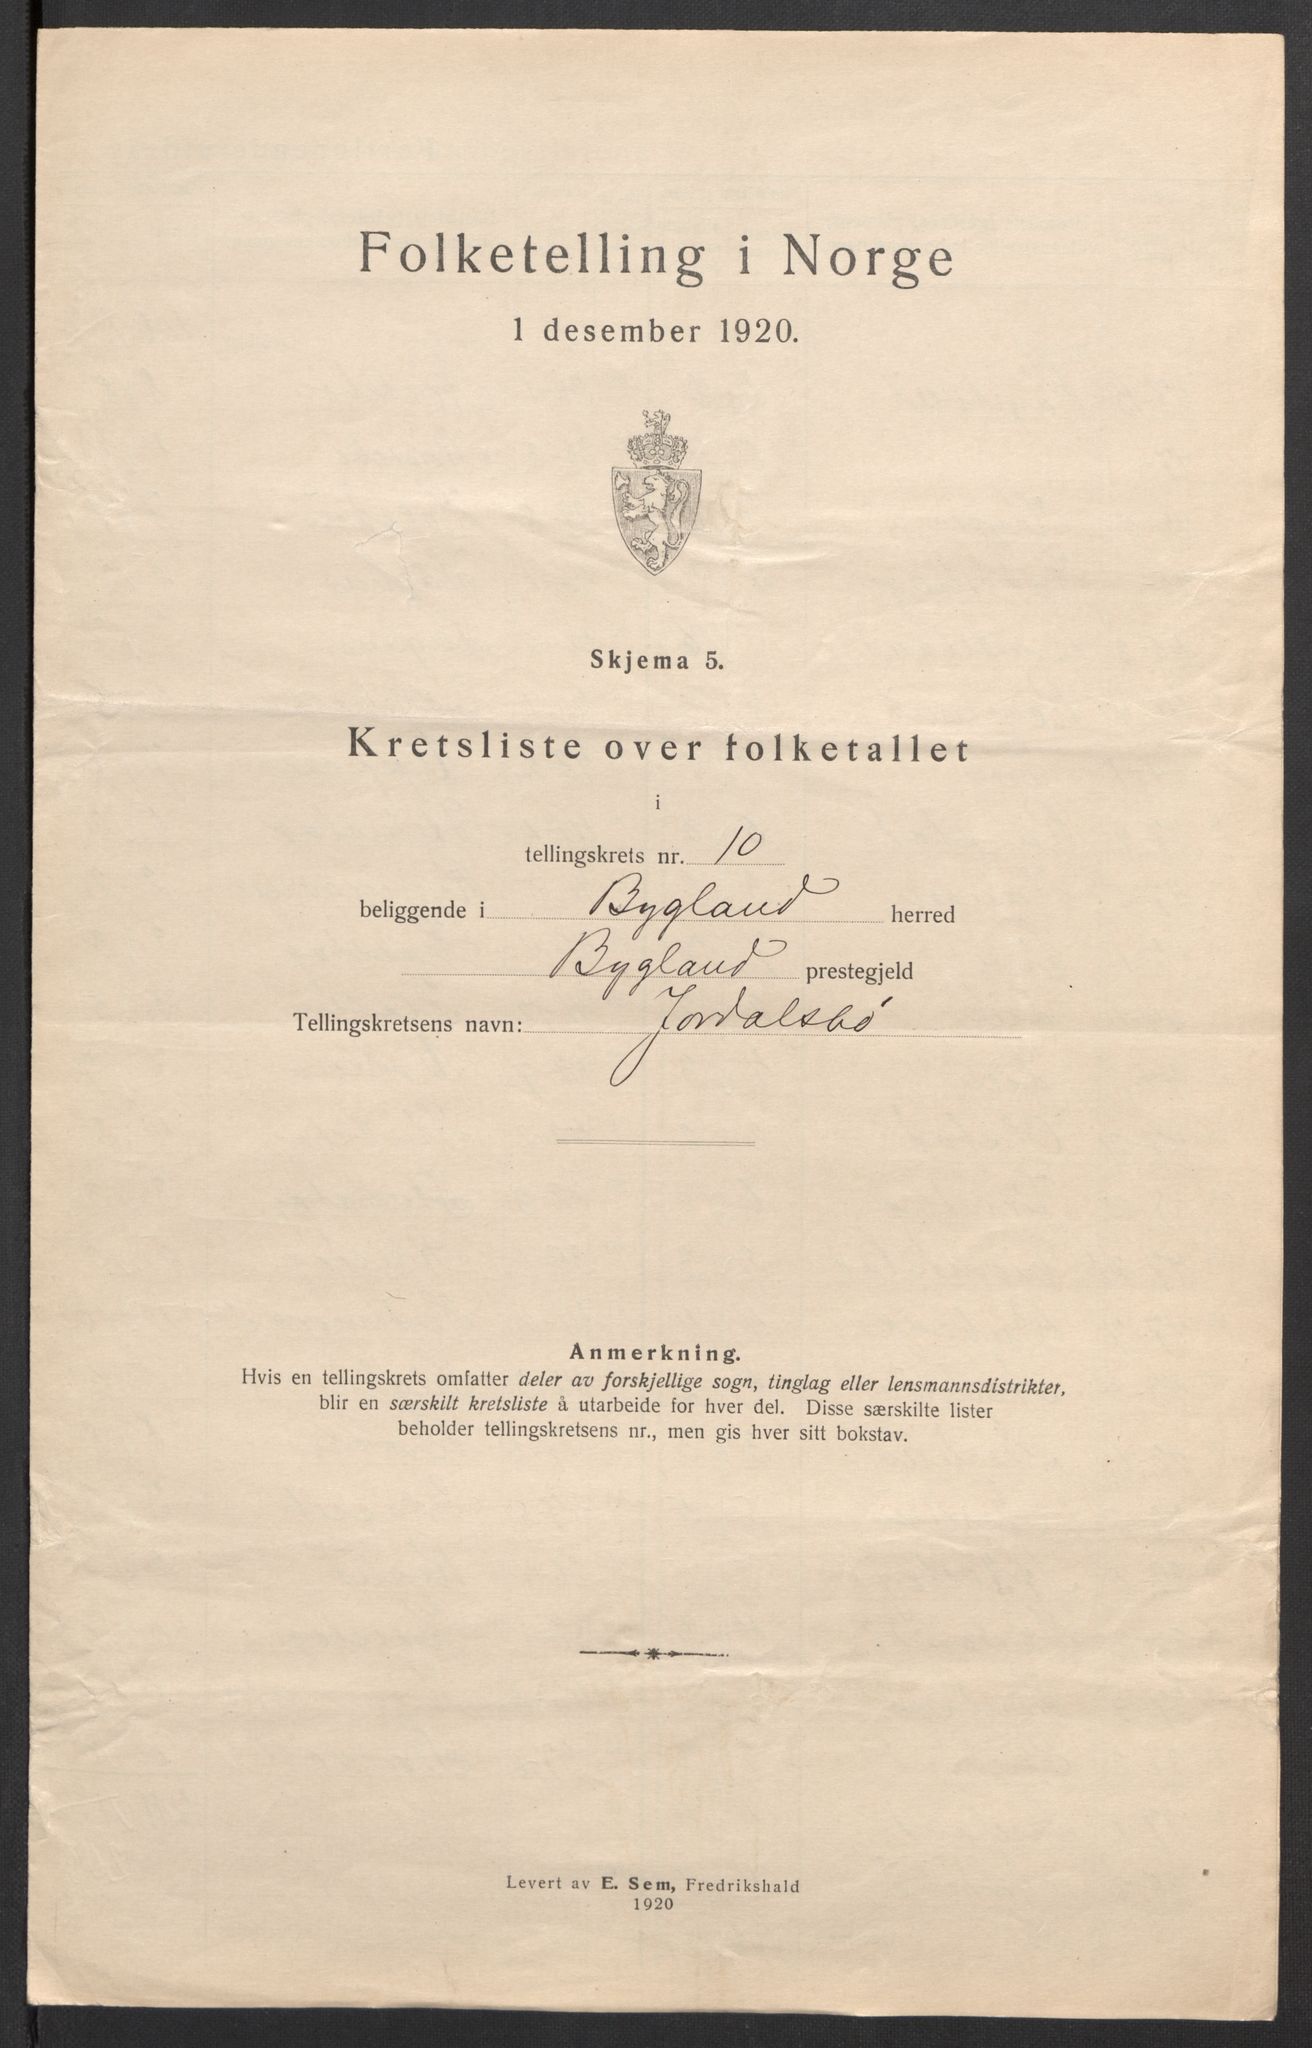 Folketelling i Norge
1 desember 1920.
Skjema 5.
Kretsliste over folketallet
i
tellingskrets nr. 10
beliggende i Bygland herred
Bygland prestegjeld
Tellingskretsens navn: Jordalsbø
Anmerkning.
Hvis en tellingskrets omfatter deler av forskjellige sogn, tinglag eller lensmannsdistrikter,
blir en særskilt kretsliste å utarbeide for hver del. Disse særskilte lister
beholder tellingskretsens nr., men gis hver sitt bokstav.
Levert av E. Sem, Fredrikshald
1920